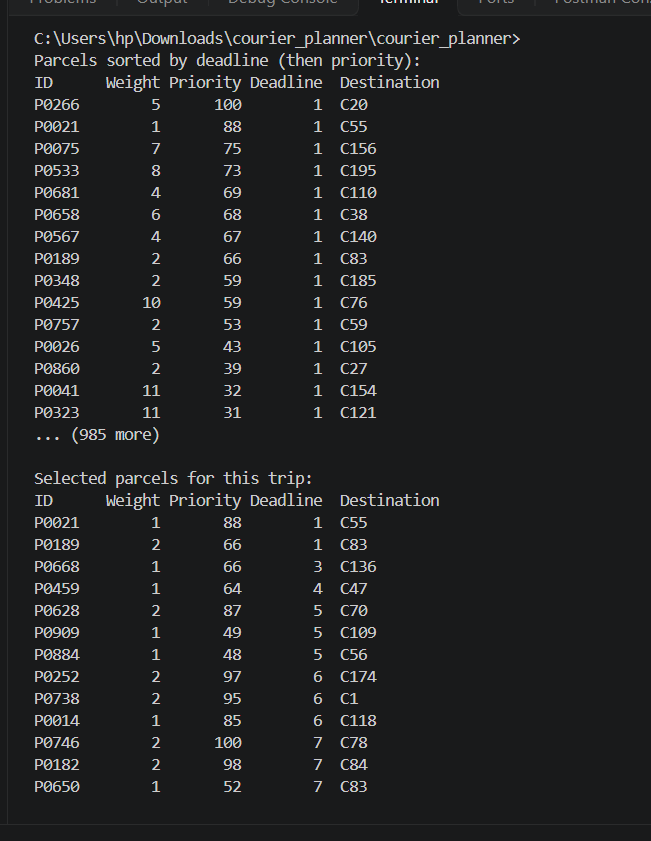 Problems Output Debug Console Terminal Ports Postman Con
C:\Users\hp\Downloads\courier_planner\courier_planner>
Parcels sorted by deadline (then priority):
ID Weight Priority Deadline Destination
P0266 5 100 1 C20
P0021 1 88 1 C55
P0075 7 75 1 C156
P0533 8 73 1 C195
P0681 4 69 1 C110
P0658 6 68 1 C38
P0567 4 67 1 C140
P0189 2 66 1 C83
P0348 2 59 1 C185
P0425 10 59 1 C76
P0757 2 53 1 C59
P0026 5 43 1 C105
P0860 2 39 1 C27
P0041 11 32 1 C154
P0323 11 31 1 C121
... (985 more)
Selected parcels for this trip:
ID Weight Priority Deadline Destination
P0021 1 88 1 C55
P0189 2 66 1 C83
P0668 1 66 3 C136
P0459 1 64 4 C47
P0628 2 87 5 C70
P0909 1 49 5 C109
P0884 1 48 5 C56
P0252 2 97 6 C174
P0738 2 95 6 C1
P0014 1 85 6 C118
P0746 2 100 7 C78
P0182 2 98 7 C84
P0650 1 52 7 C83